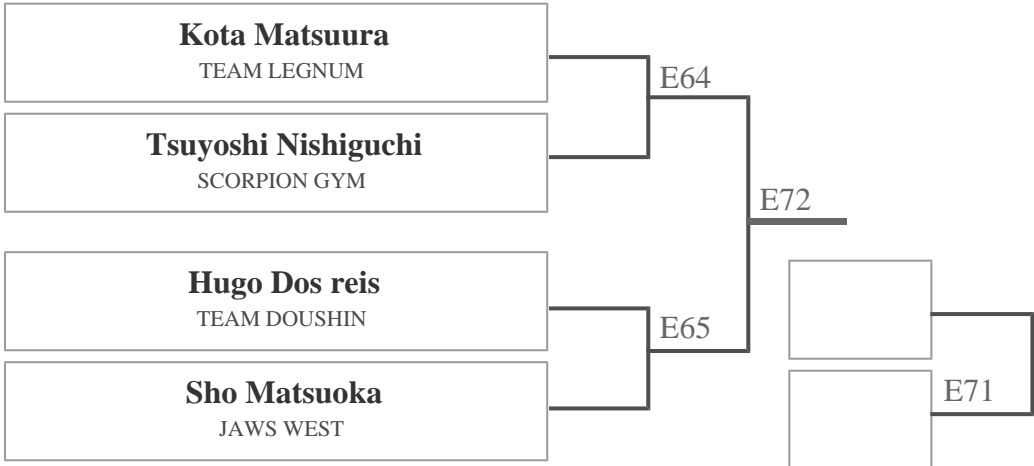 Kota Matsuura
TEAM LEGNUM
E64
Tsuyoshi Nishiguchi
SCORPION GYM
E72
Hugo Dos reis
TEAM DOUSHIN
E65
Sho Matsuoka
JAWS WEST
E71